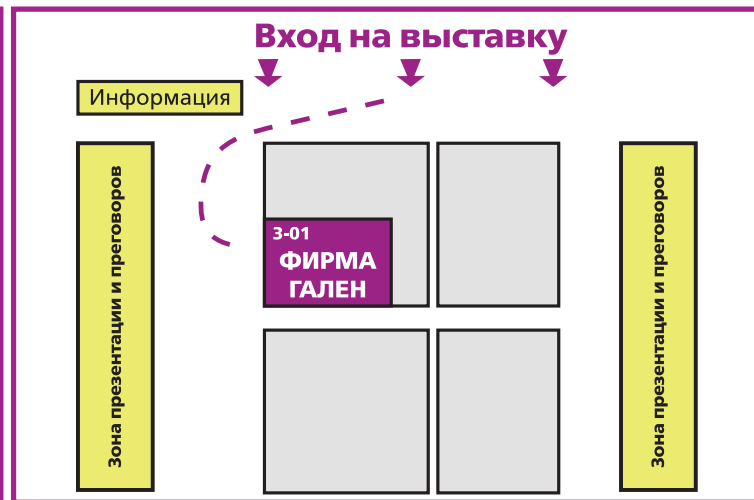 Вход на выставку
Информация
Зона презентации и преговоров
3-01
ФИРМА
ГАЛЕН
Зона презентации и преговоров